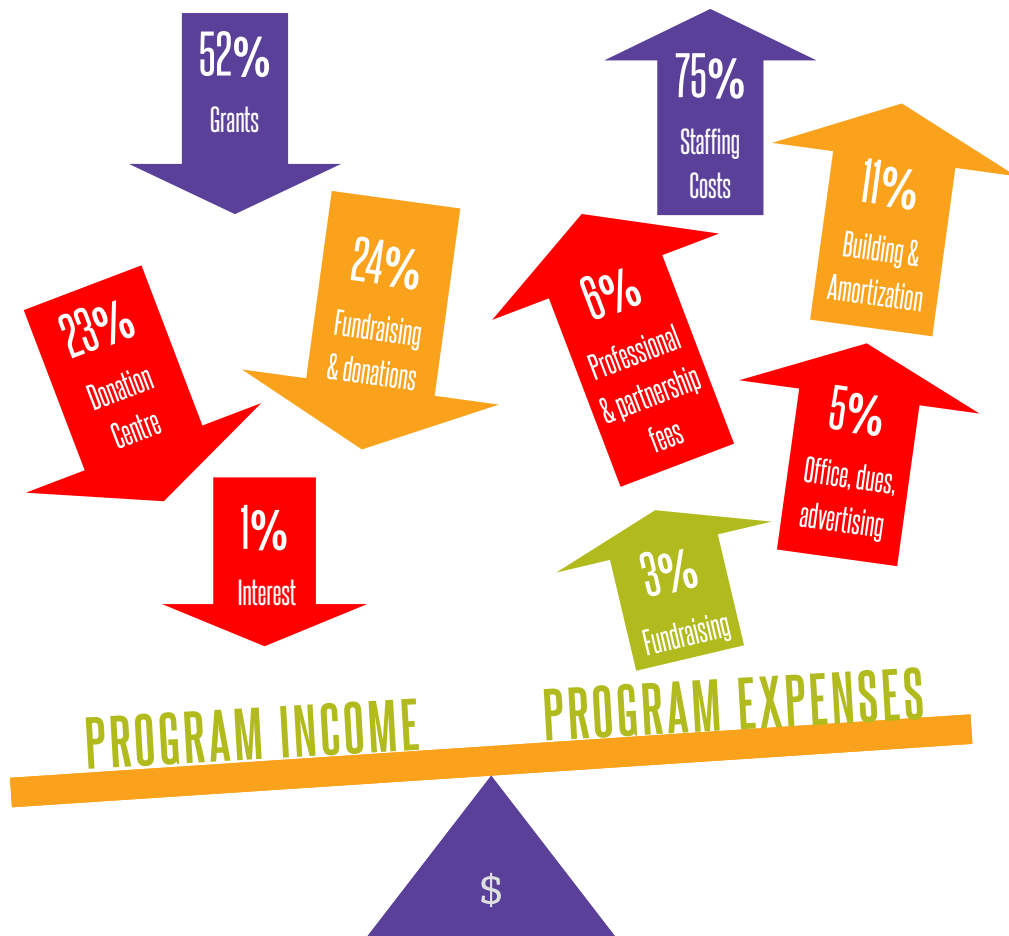 52%
Grants
24%
Fundraising
& donations
23%
Donation
Centre
1%
Interest
75%
Staffing
Costs
11%
Building &
Amortization
6%
Professional
& partnership
fees
5%
Office, dues,
advertising
3%
Fundraising
PROGRAM INCOME
PROGRAM EXPENSES
$